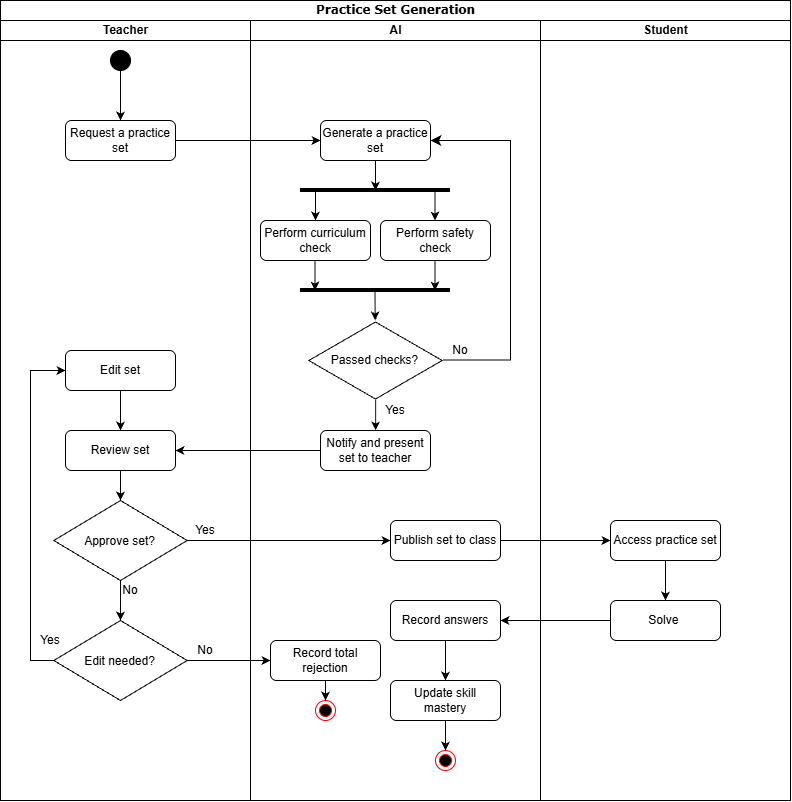 Practice Set Generation
Teacher
AI
Student
Request a practice
set
Generate a practice
set
Perform curriculum
check
Perform safety
check
Passed checks?
No
Yes
Edit set
Review set
Notify and present
set to teacher
Approve set?
Yes
Publish set to class
Access practice set
No
Record answers
Solve
Yes
Edit needed?
No
Record total
rejection
Update skill
mastery